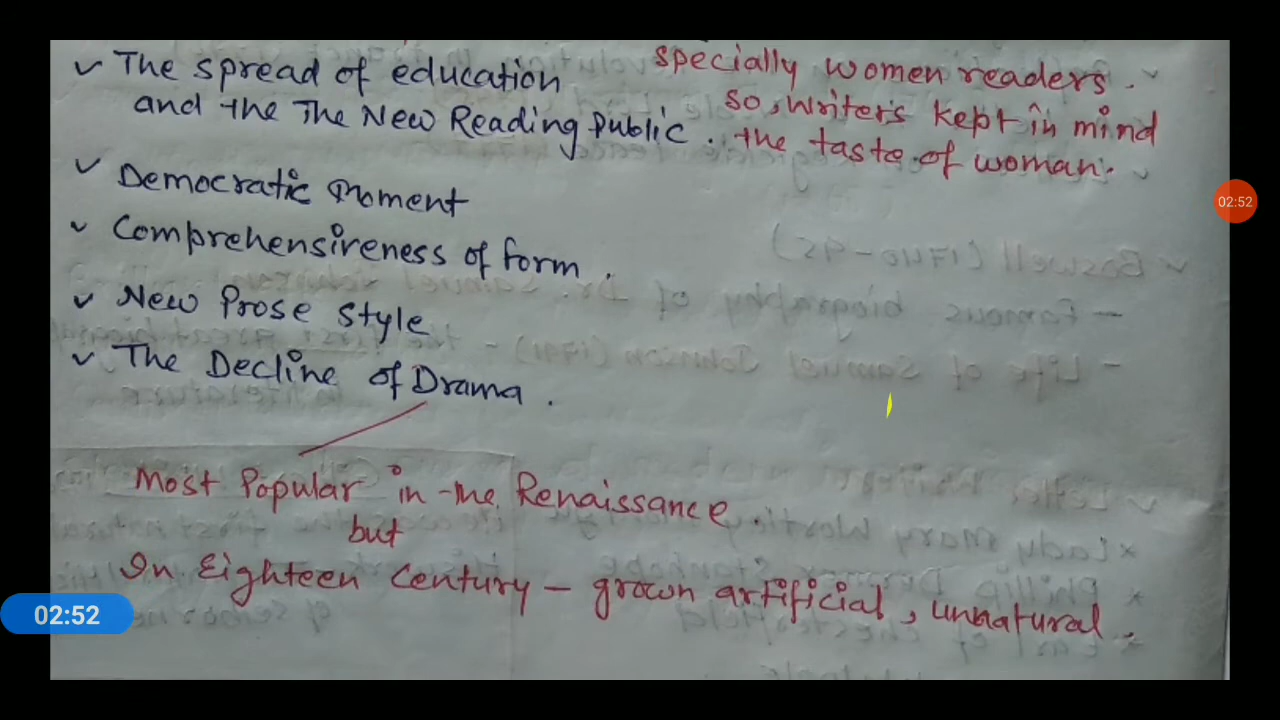 ✓ The spread of education
and the The New Reading Public.
specially women readers.
so, writers kept in mind
the taste of woman.
✓ Democratic Moment
✓ Comprehensireness of form.
✓ New Prose Style
✓ The Decline of Drama.
Most Popular in the Renaissance.
but
In Eighteen Century – grown artificial, unnatural.
02:52
02:52